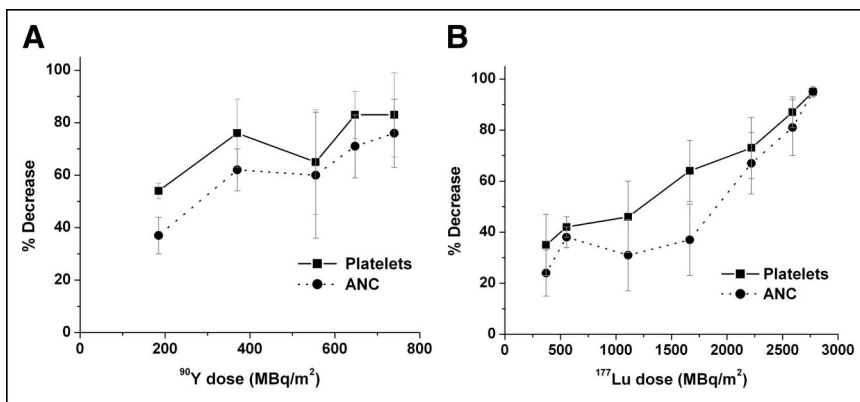 A
100
80
60
40
20
0
% Decrease
Platelets
ANC
0
200
400
600
800
⁹⁰Y dose (MBq/m²)
B
100
80
60
40
20
0
% Decrease
Platelets
ANC
0
500
1000
1500
2000
2500
3000
¹⁷⁷Lu dose (MBq/m²)